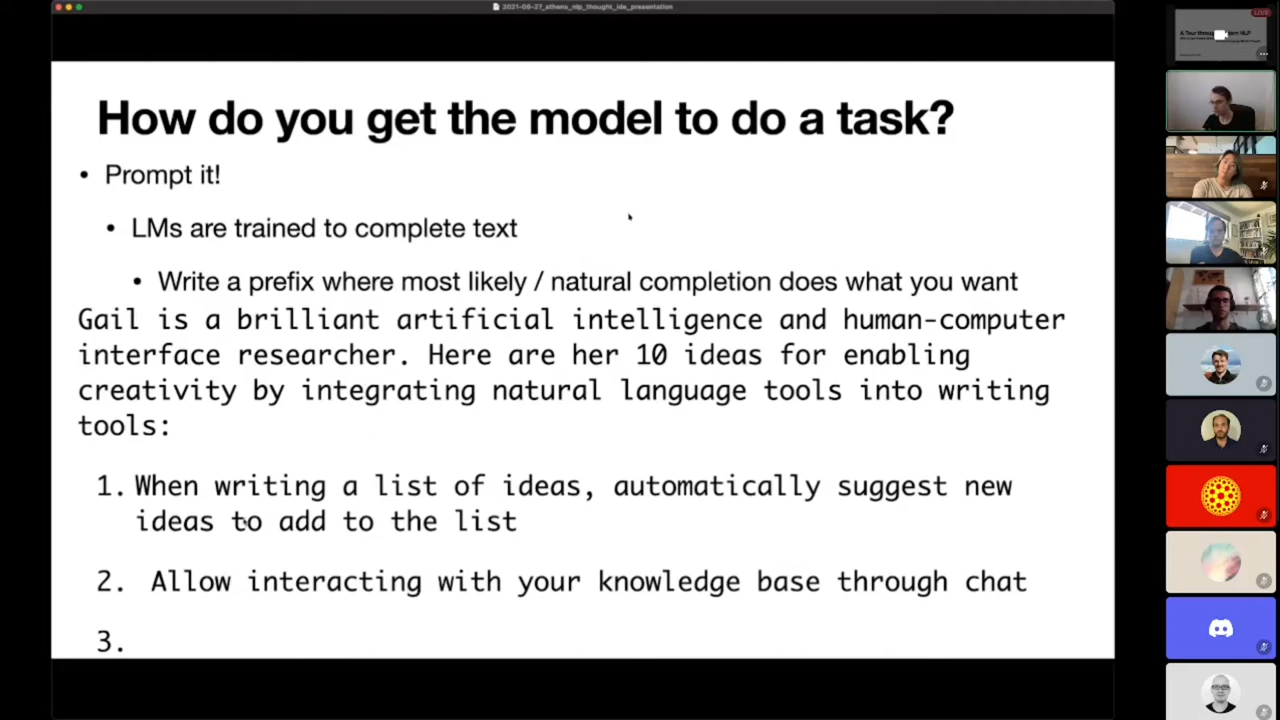 2021-08-27_athens_nlp_thought_ide_presentation
LIVE
How do you get the model to do a task?
• Prompt it!
• LMs are trained to complete text
• Write a prefix where most likely / natural completion does what you want
Gail is a brilliant artificial intelligence and human-computer
interface researcher. Here are her 10 ideas for enabling
creativity by integrating natural language tools into writing
tools:
1. When writing a list of ideas, automatically suggest new
ideas to add to the list
2. Allow interacting with your knowledge base through chat
3.